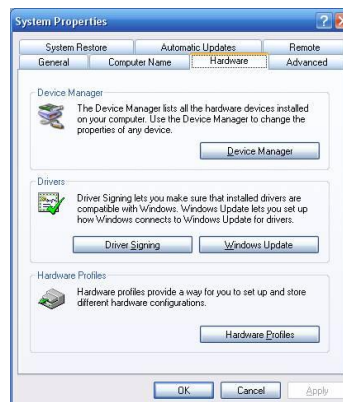 System Properties
System Restore
Automatic Updates
Remote
General
Computer Name
Hardware
Advanced
Device Manager
The Device Manager lists all the hardware devices installed
on your computer. Use the Device Manager to change the
properties of any device.
Device Manager
Drivers
Driver Signing lets you make sure that installed drivers are
compatible with Windows. Windows Update lets you set up
how Windows connects to Windows Update for drivers.
Driver Signing
Windows Update
Hardware Profiles
Hardware profiles provide a way for you to set up and store
different hardware configurations.
Hardware Profiles
OK
Cancel
Apply